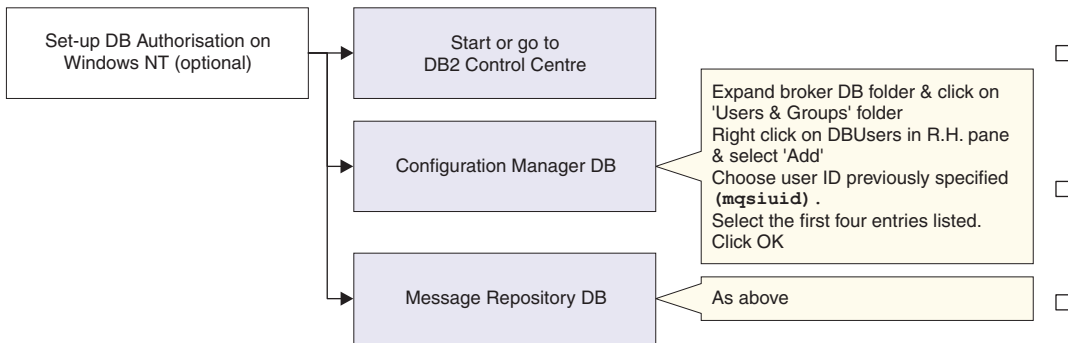 Set-up DB Authorisation on
Windows NT (optional)
Start or go to
DB2 Control Centre
Configuration Manager DB
Expand broker DB folder & click on
'Users & Groups' folder
Right click on DBUsers in R.H. pane
& select 'Add'
Choose user ID previously specified
(mqsiuid).
Select the first four entries listed.
Click OK
Message Repository DB
As above